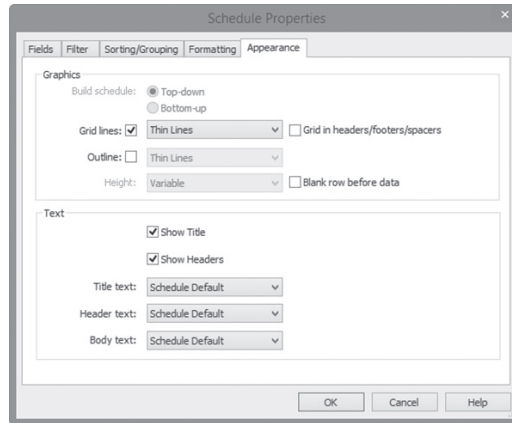 Schedule Properties
Fields Filter Sorting/Grouping Formatting Appearance
Graphics
Build schedule: Top-down
Bottom-up
Grid lines: Thin Lines Grid in headers/footers/spacers
Outline: Thin Lines
Height: Variable Blank row before data
Text
Show Title
Show Headers
Title text: Schedule Default
Header text: Schedule Default
Body text: Schedule Default
OK Cancel Help